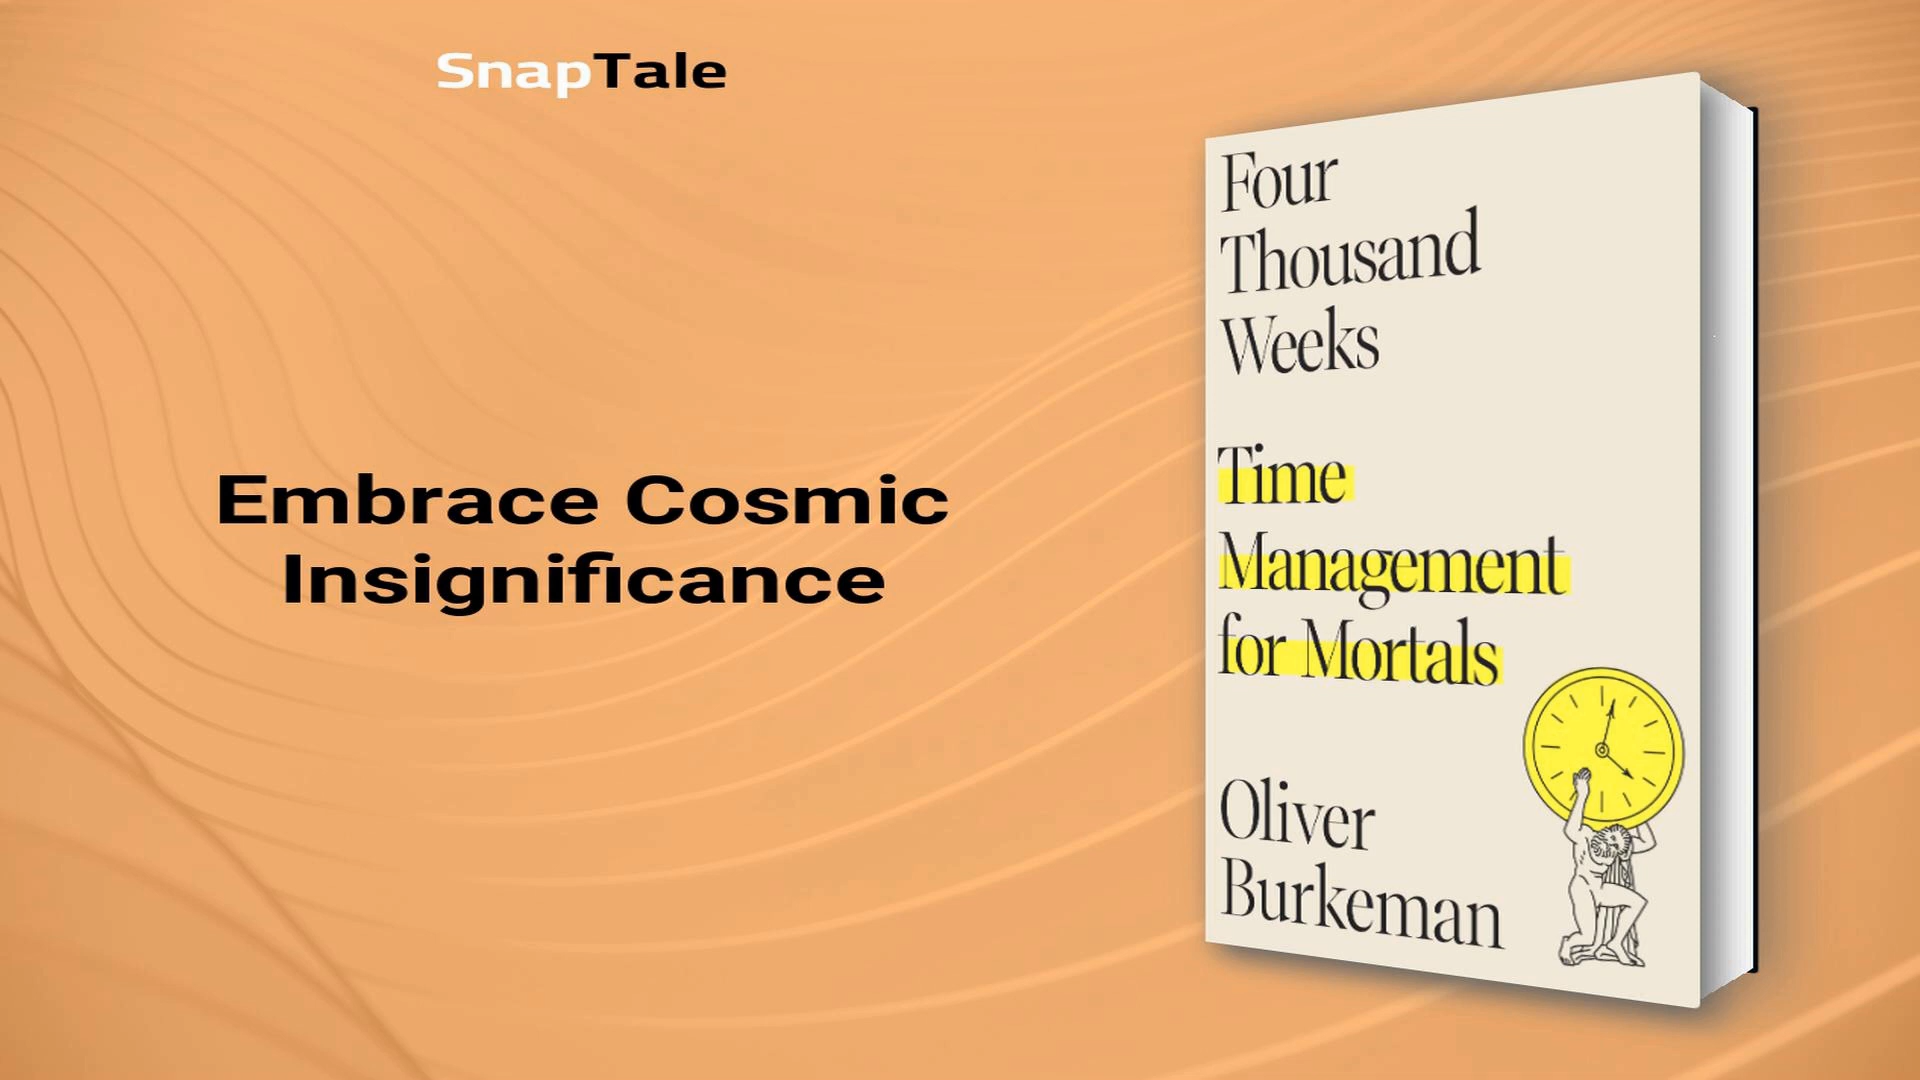 SnapTale
Embrace Cosmic
Insignificance
Four
Thousand
Weeks
Time
Management
for Mortals
Oliver
Burkeman